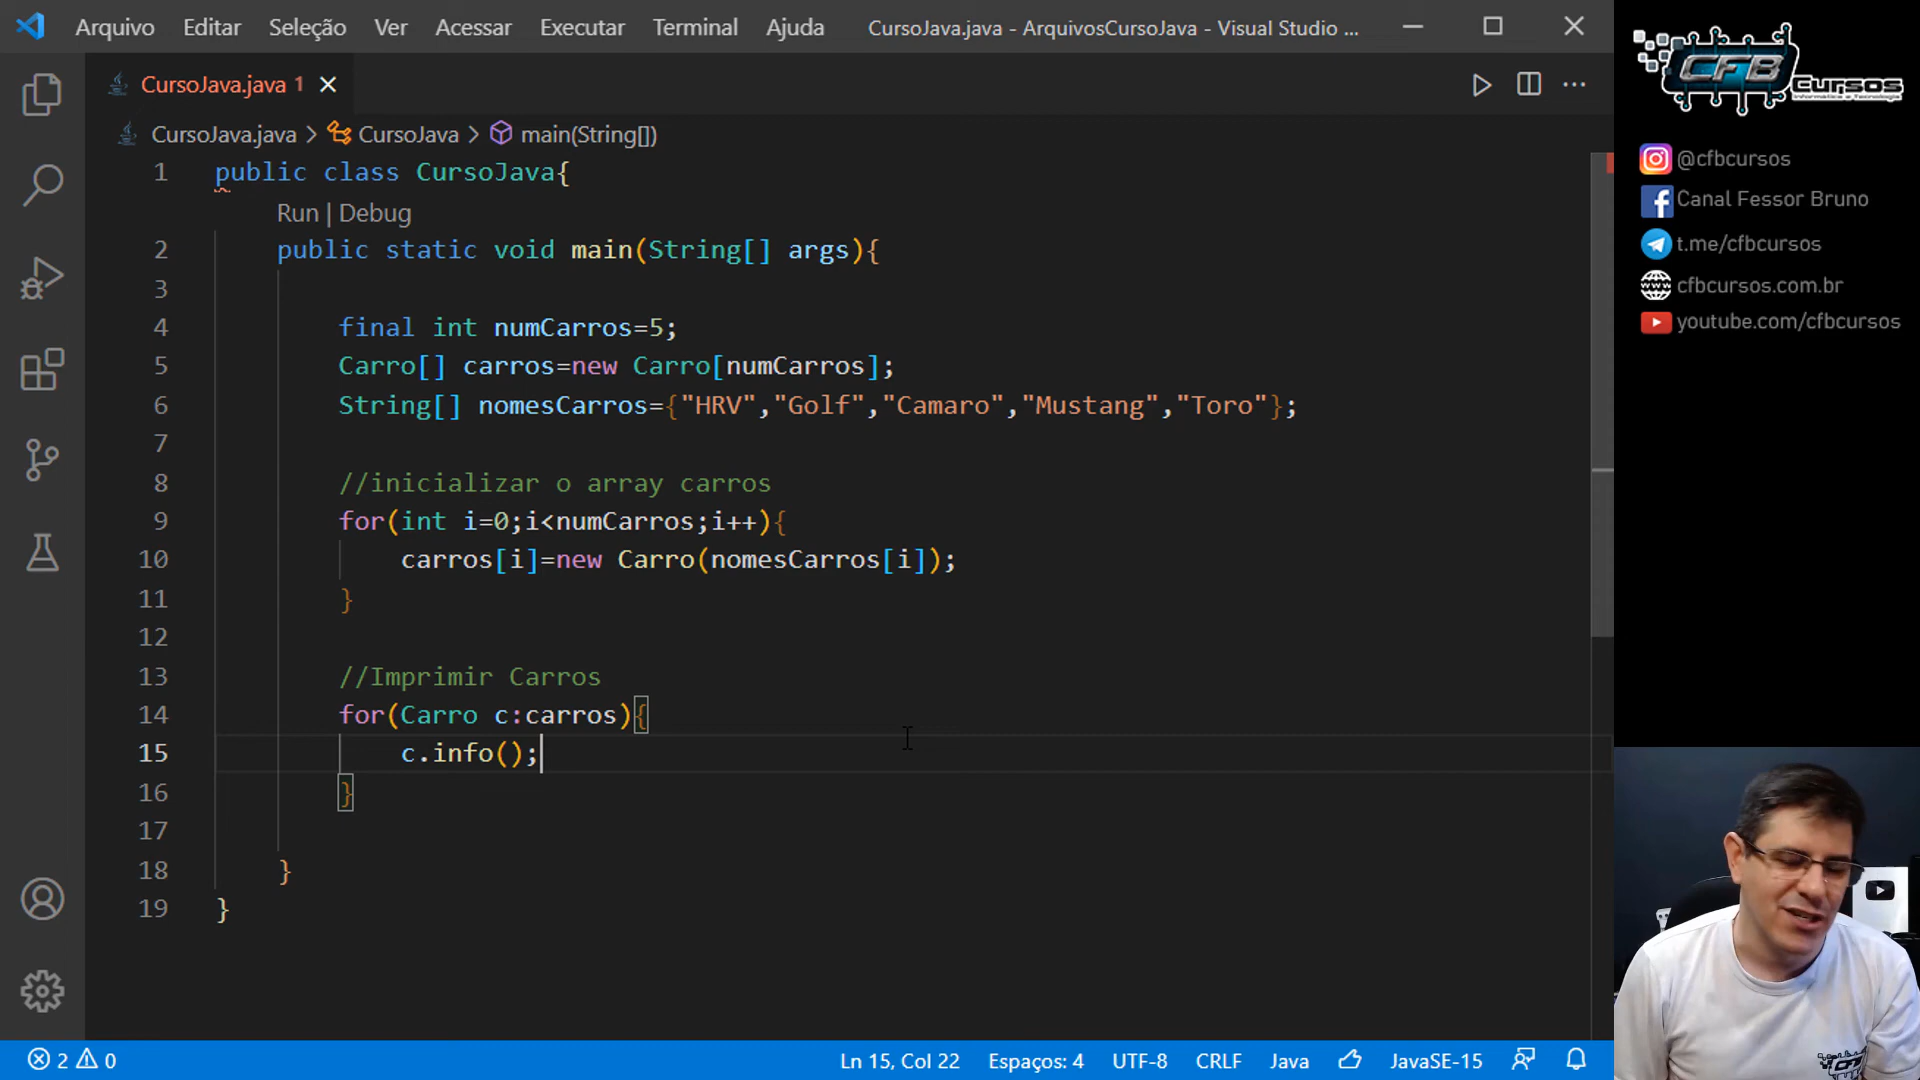 Arquivo Editar Seleção Ver Acessar Executar Terminal Ajuda CursoJava.java - ArquivosCursoJava - Visual Studio ...
CursoJava.java 1
CursoJava.java > CursoJava > main(String[])
1 public class CursoJava{
Run | Debug
2 public static void main(String[] args){
3
4 final int numCarros=5;
5 Carro[] carros=new Carro[numCarros];
6 String[] nomesCarros={"HRV","Golf","Camaro","Mustang","Toro"};
7
8 //inicializar o array carros
9 for(int i=0;i<numCarros;i++){
10 carros[i]=new Carro(nomesCarros[i]);
11 }
12
13 //Imprimir Carros
14 for(Carro c:carros){
15 c.info();
16 }
17
18 }
19 }
2 0 Ln 15, Col 22 Espaços: 4 UTF-8 CRLF Java JavaSE-15
CFB Cursos
@cfbcursos
Canal Fessor Bruno
t.me/cfbcursos
cfbcursos.com.br
youtube.com/cfbcursos